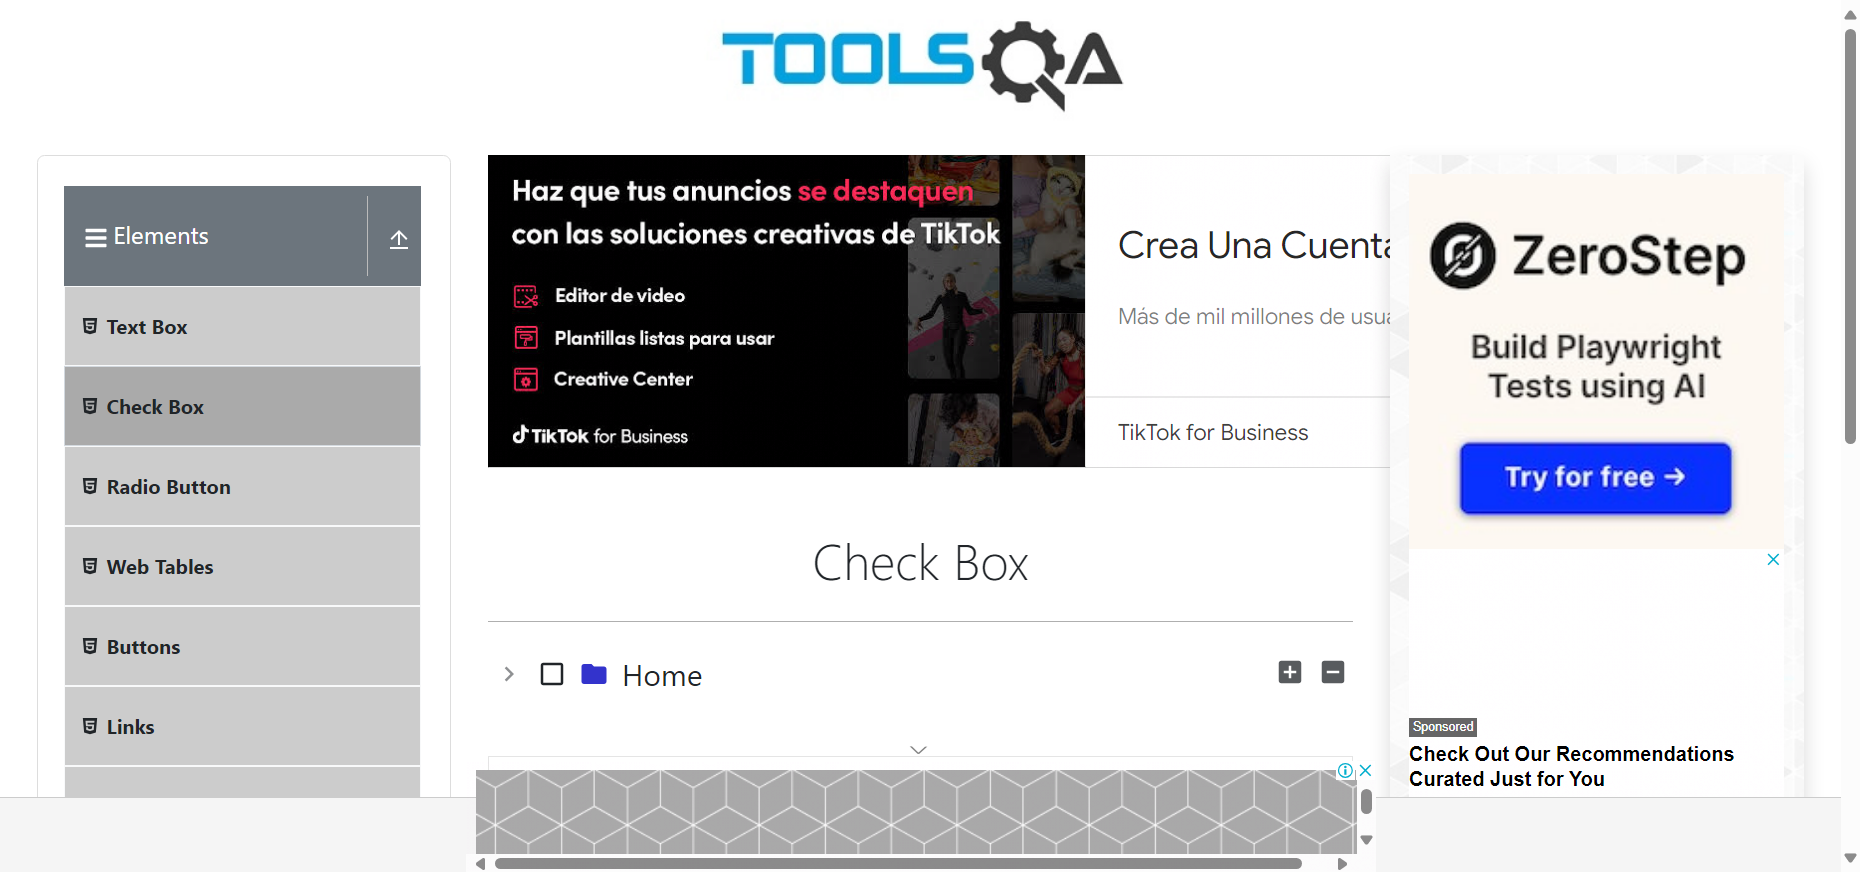 TOOLSQA
Elements
Text Box
Check Box
Radio Button
Web Tables
Buttons
Links
Haz que tus anuncios se destaquen
con las soluciones creativas de TikTok
Editor de video
Plantillas listas para usar
Creative Center
TikTok for Business
Crea Una Cuenta
Más de mil millones de usua
TikTok for Business
Check Box
Home
ZeroStep
Build Playwright
Tests using AI
Try for free →
Sponsored
Check Out Our Recommendations
Curated Just for You